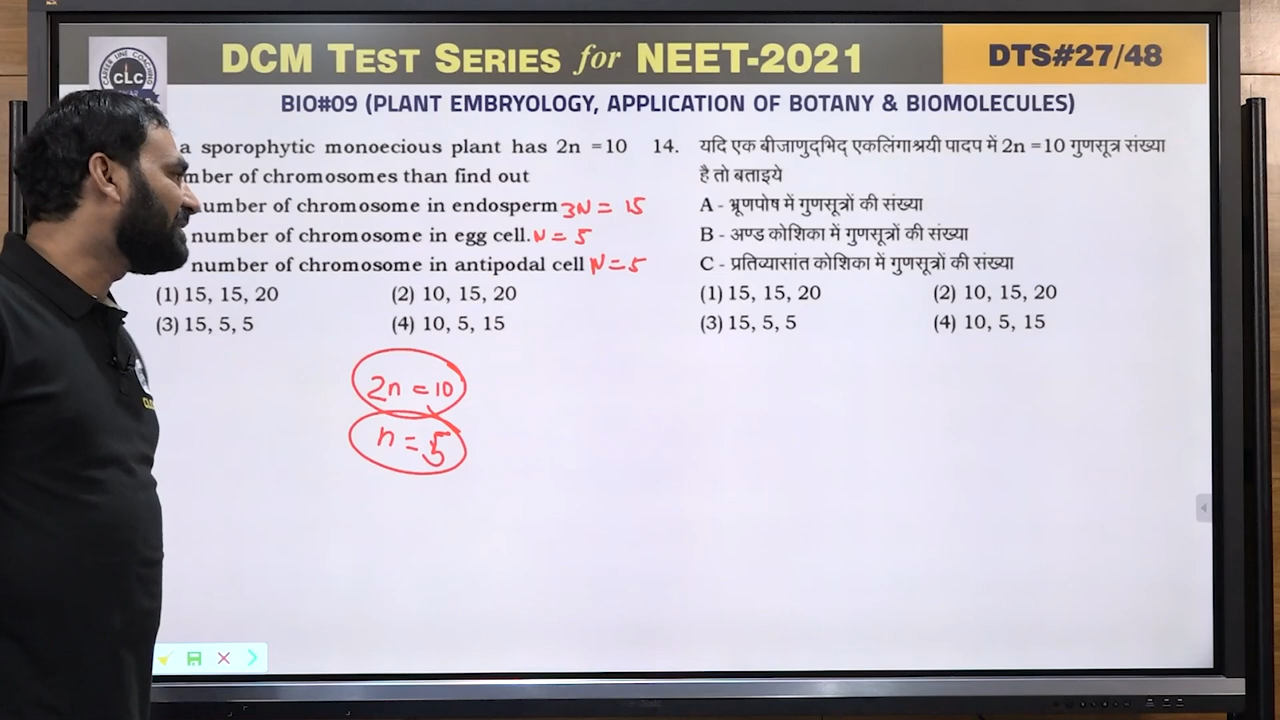 DCM TEST SERIES for NEET-2021
DTS#27/48
CAREER LINE COACHING
CLC
BIO#09 (PLANT EMBRYOLOGY, APPLICATION OF BOTANY & BIOMOLECULES)
a sporophytic monoecious plant has 2n =10
mber of chromosomes than find out
number of chromosome in endosperm 3N = 15
number of chromosome in egg cell. N = 5
number of chromosome in antipodal cell N = 5
(1) 15, 15, 20 (2) 10, 15, 20
(3) 15, 5, 5 (4) 10, 5, 15
2n = 10
n = 5
14. यदि एक बीजाणुद्भिद् एकलिंगाश्रयी पादप में 2n =10 गुणसूत्र संख्या
है तो बताइये
A - भ्रूणपोष में गुणसूत्रों की संख्या
B - अण्ड कोशिका में गुणसूत्रों की संख्या
C - प्रतिव्यासांत कोशिका में गुणसूत्रों की संख्या
(1) 15, 15, 20 (2) 10, 15, 20
(3) 15, 5, 5 (4) 10, 5, 15